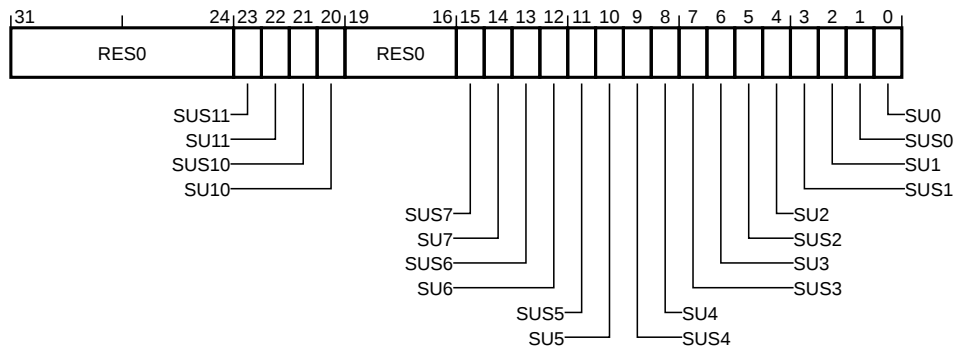 31 24 23 22 21 20 19 16 15 14 13 12 11 10 9 8 7 6 5 4 3 2 1 0
RES0 RES0
SUS11 SU0
SU11 SUS0
SUS10 SU1
SU10 SUS1
SUS7 SU2
SU7 SUS2
SUS6 SU3
SU6 SUS3
SUS5 SU4
SU5 SUS4